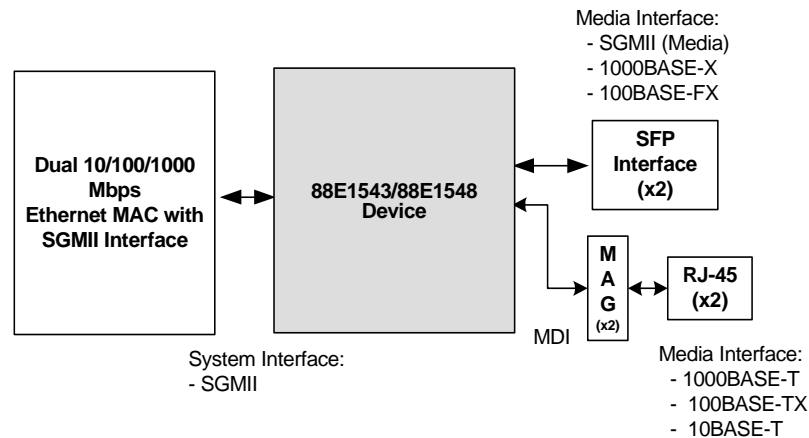 Media Interface:
- SGMII (Media)
- 1000BASE-X
- 100BASE-FX
Dual 10/100/1000
Mbps
Ethernet MAC with
SGMII Interface
88E1543/88E1548
Device
SFP
Interface
(x2)
M
A
G
(x2)
RJ-45
(x2)
MDI
System Interface:
- SGMII
Media Interface:
- 1000BASE-T
- 100BASE-TX
- 10BASE-T